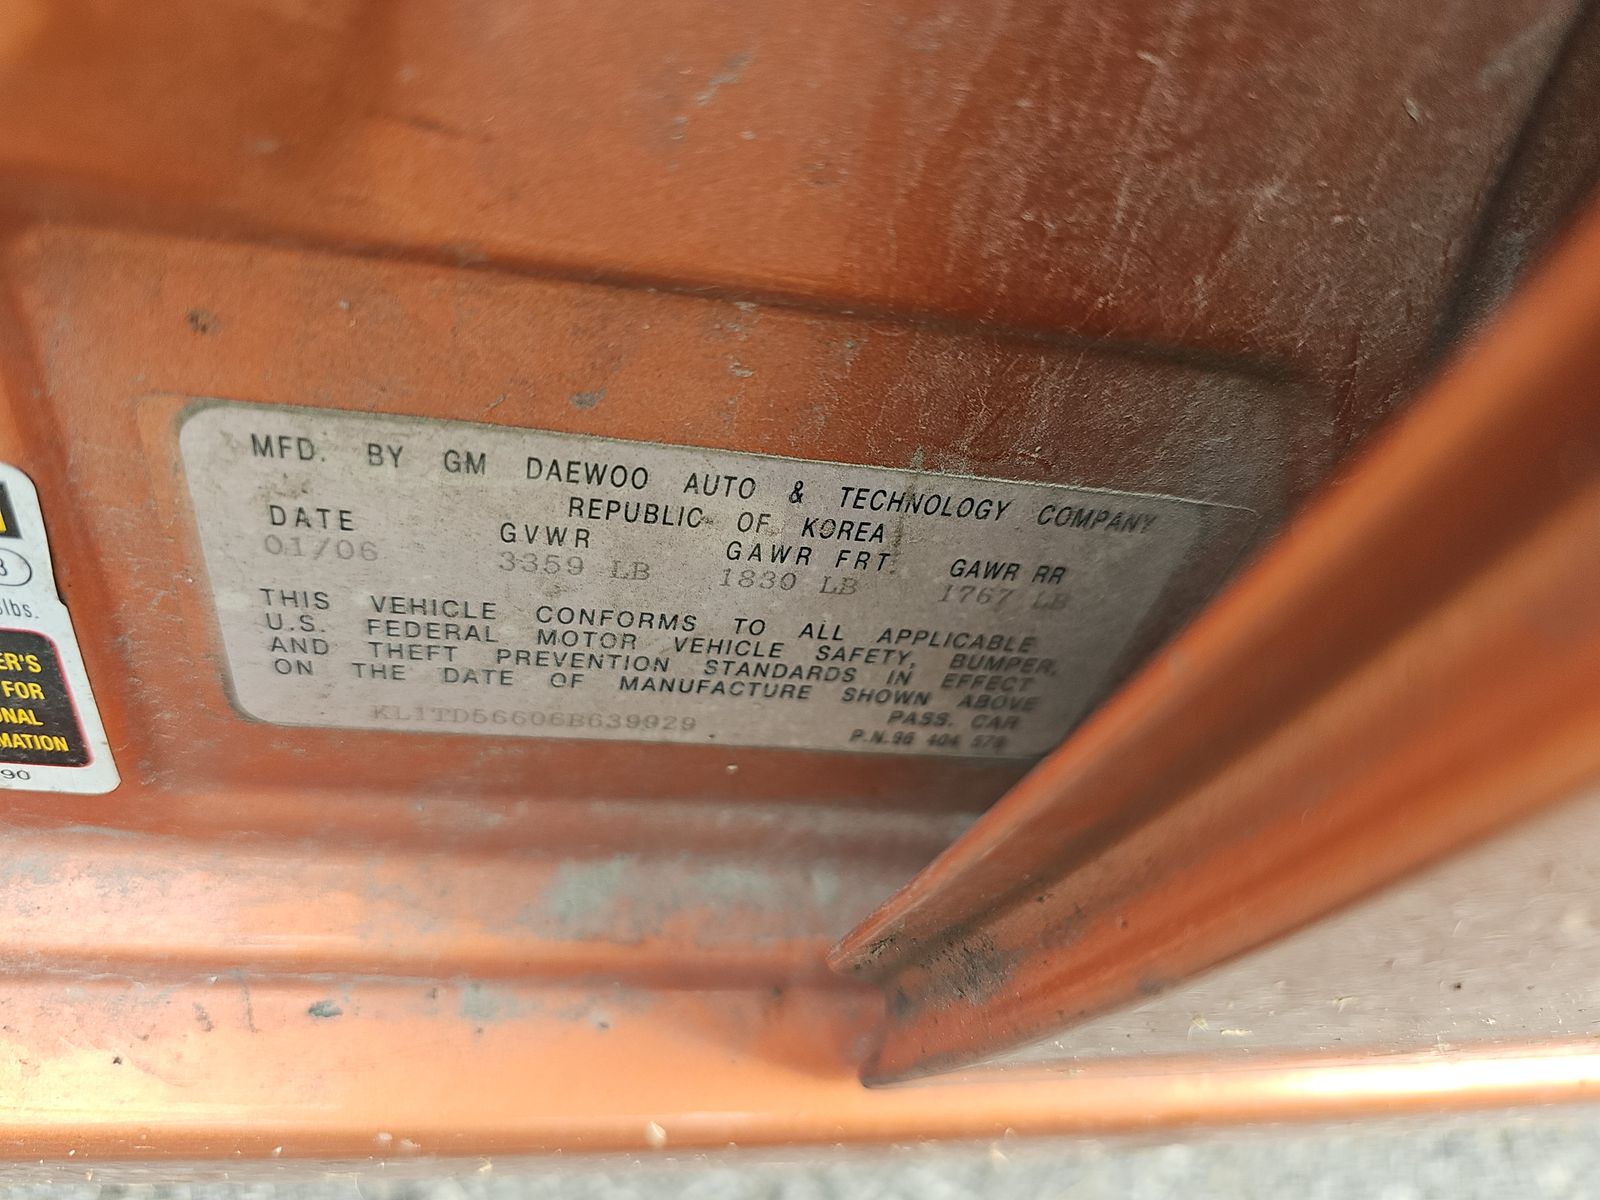 MFD. BY GM DAEWOO AUTO & TECHNOLOGY COMPANY
REPUBLIC OF KOREA
DATE GVWR GAWR FRT. GAWR RR
01/06 3359 LB 1830 LB 1767 LB
THIS VEHICLE CONFORMS TO ALL APPLICABLE
U.S. FEDERAL MOTOR VEHICLE SAFETY, BUMPER,
AND THEFT PREVENTION STANDARDS IN EFFECT
ON THE DATE OF MANUFACTURE SHOWN ABOVE
KL1TD56606B639929 PASS. CAR
P.N.96 404 578
lbs.
ER'S
FOR
ONAL
MATION
90